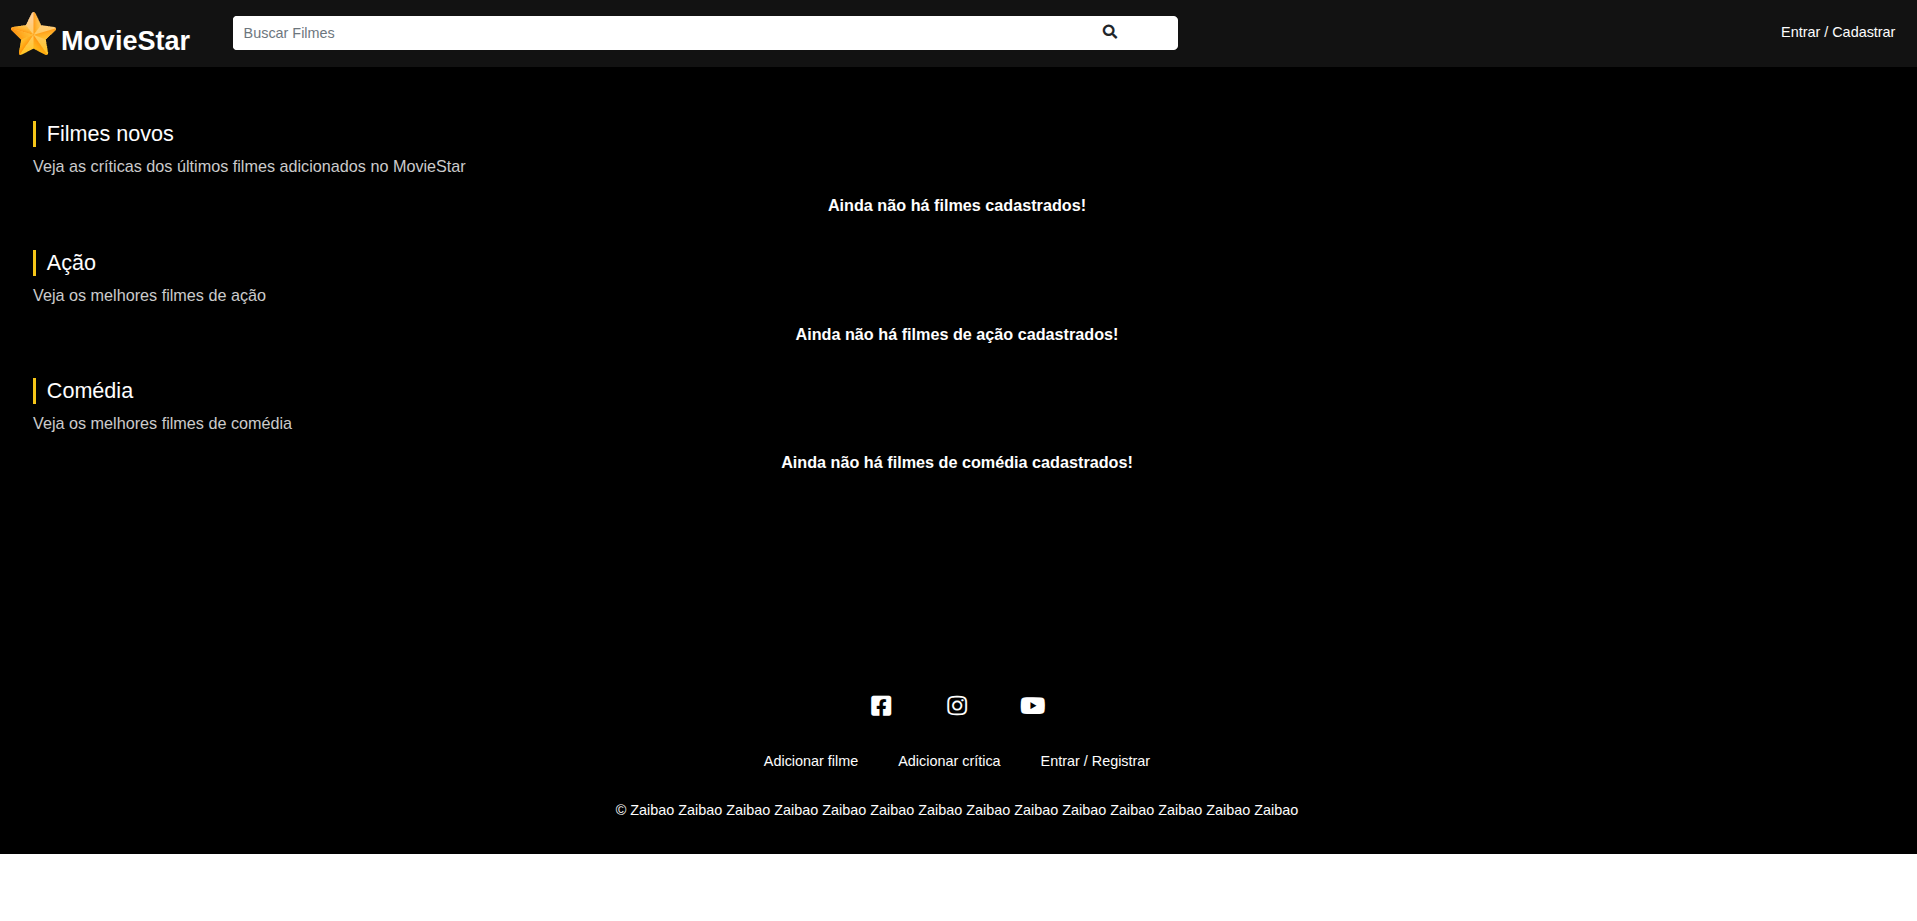 MovieStar
Buscar Filmes
Entrar / Cadastrar
Filmes novos
Veja as críticas dos últimos filmes adicionados no MovieStar
Ainda não há filmes cadastrados!
Ação
Veja os melhores filmes de ação
Ainda não há filmes de ação cadastrados!
Comédia
Veja os melhores filmes de comédia
Ainda não há filmes de comédia cadastrados!
Adicionar filme Adicionar crítica Entrar / Registrar
© Zaibao Zaibao Zaibao Zaibao Zaibao Zaibao Zaibao Zaibao Zaibao Zaibao Zaibao Zaibao Zaibao Zaibao